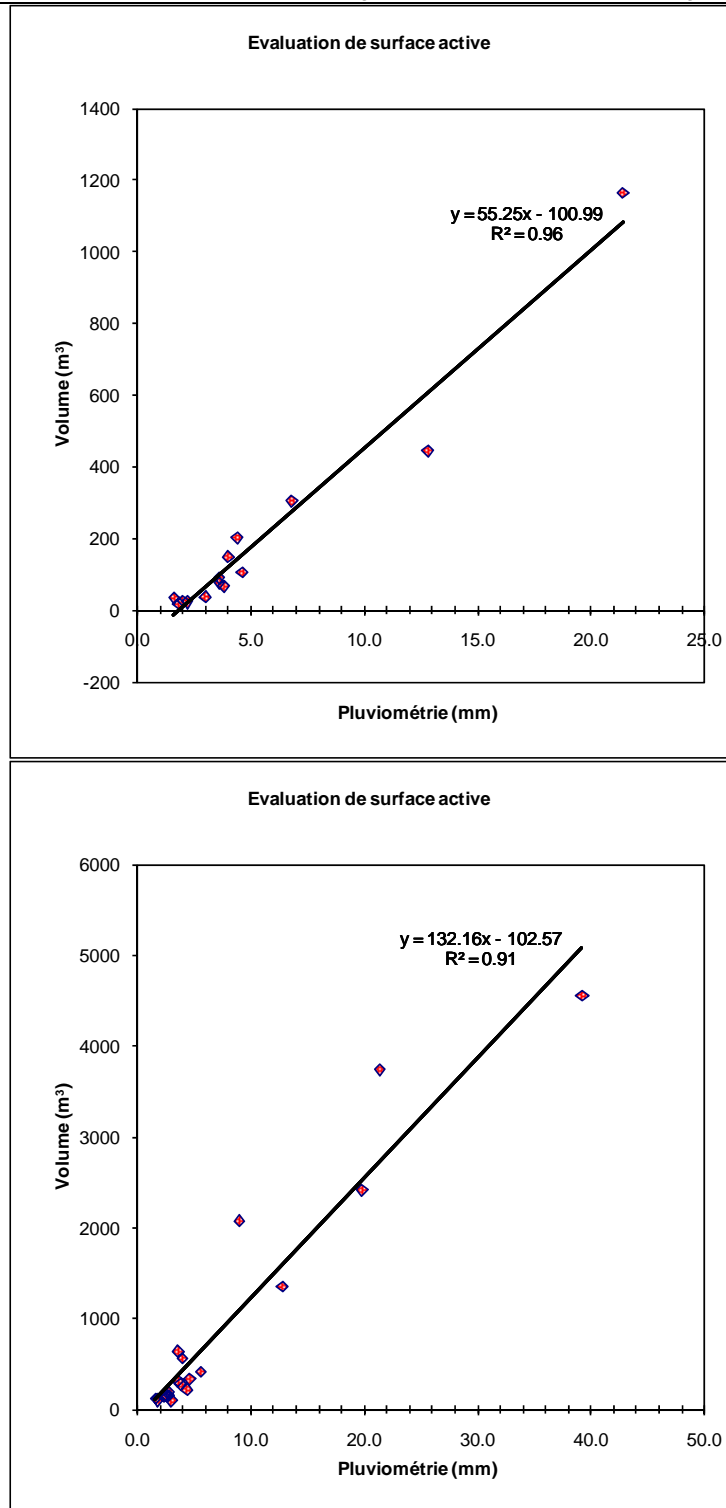 Evaluation de surface active
1400
1200
1000
800
600
400
200
0
-200
0.0 5.0 10.0 15.0 20.0 25.0
y = 55.25x - 100.99
R² = 0.96
Volume (m³)
Pluviométrie (mm)
Evaluation de surface active
6000
5000
4000
3000
2000
1000
0
0.0 10.0 20.0 30.0 40.0 50.0
y = 132.16x - 102.57
R² = 0.91
Volume (m³)
Pluviométrie (mm)